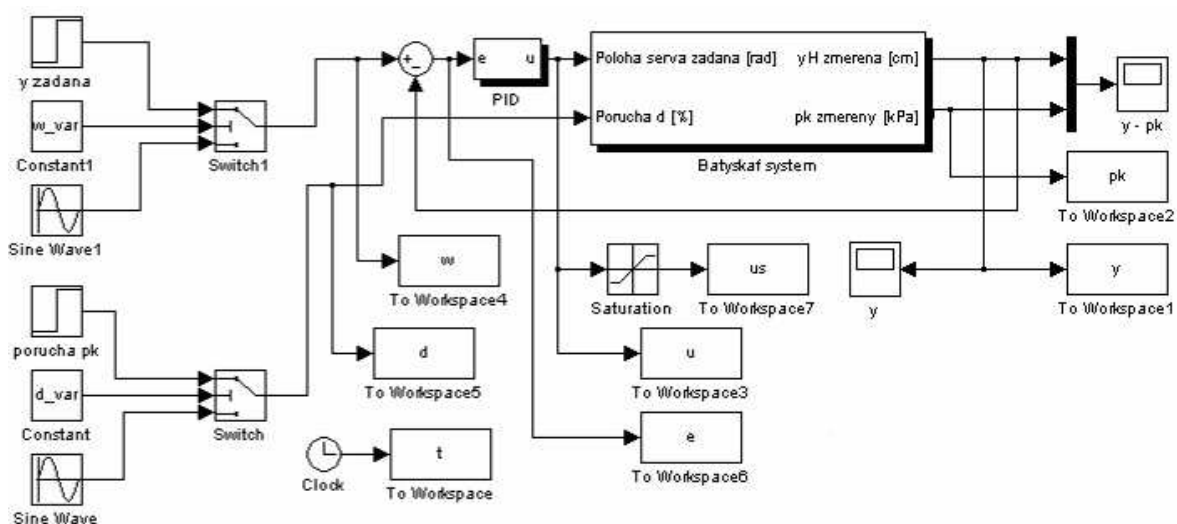 y zadana
w_var
Constant1
Sine Wave1
Switch1
+
-
e u
PID
Poloha serva zadana [rad]
Porucha d [%]
yH zmerena [cm]
pk zmereny [kPa]
Batyskaf system
y - pk
pk
To Workspace2
w
To Workspace4
Saturation
us
To Workspace7
y
y
To Workspace1
porucha pk
d_var
Constant
Sine Wave
Switch
d
To Workspace5
u
To Workspace3
Clock
t
To Workspace
e
To Workspace6